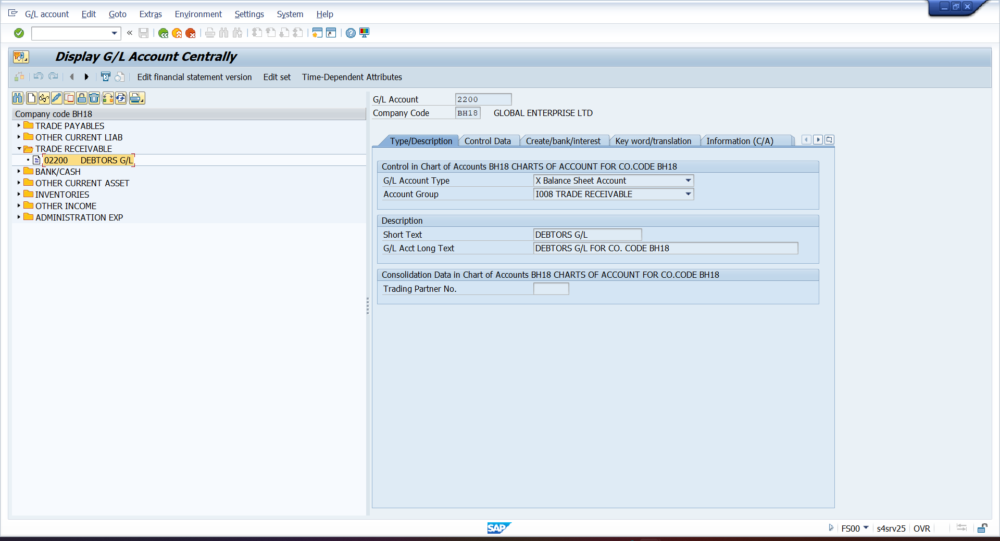 G/L account Edit Goto Extras Environment Settings System Help
Display G/L Account Centrally
Edit financial statement version Edit set Time-Dependent Attributes
Company code BH18
TRADE PAYABLES
OTHER CURRENT LIAB
TRADE RECEIVABLE
02200 DEBTORS G/L
BANK/CASH
OTHER CURRENT ASSET
INVENTORIES
OTHER INCOME
ADMINISTRATION EXP
G/L Account 2200
Company Code BH18 GLOBAL ENTERPRISE LTD
Type/Description Control Data Create/bank/interest Key word/translation Information (C/A)
Control in Chart of Accounts BH18 CHARTS OF ACCOUNT FOR CO.CODE BH18
G/L Account Type X Balance Sheet Account
Account Group I008 TRADE RECEIVABLE
Description
Short Text DEBTORS G/L
G/L Acct Long Text DEBTORS G/L FOR CO. CODE BH18
Consolidation Data in Chart of Accounts BH18 CHARTS OF ACCOUNT FOR CO.CODE BH18
Trading Partner No.
SAP FS00 s4srv25 OVR